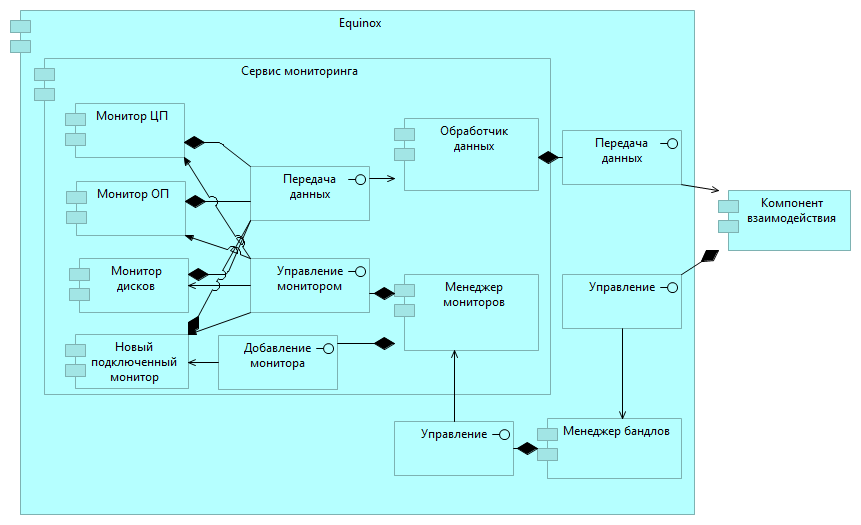 Equinox
Сервис мониторинга
Монитор ЦП
Обработчик
данных
Передача
данных
Передача
данных
Монитор ОП
Компонент
взаимодействия
Монитор
дисков
Управление
монитором
Менеджер
мониторов
Управление
Новый
подключенный
монитор
Добавление
монитора
Управление
Менеджер бандлов